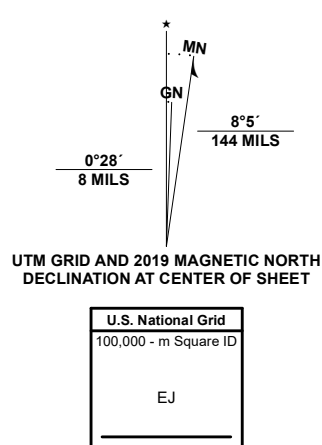 ★
MN
GN
8°5´
144 MILS
0°28´
8 MILS
UTM GRID AND 2019 MAGNETIC NORTH
DECLINATION AT CENTER OF SHEET
U.S. National Grid
100,000 - m Square ID
EJ